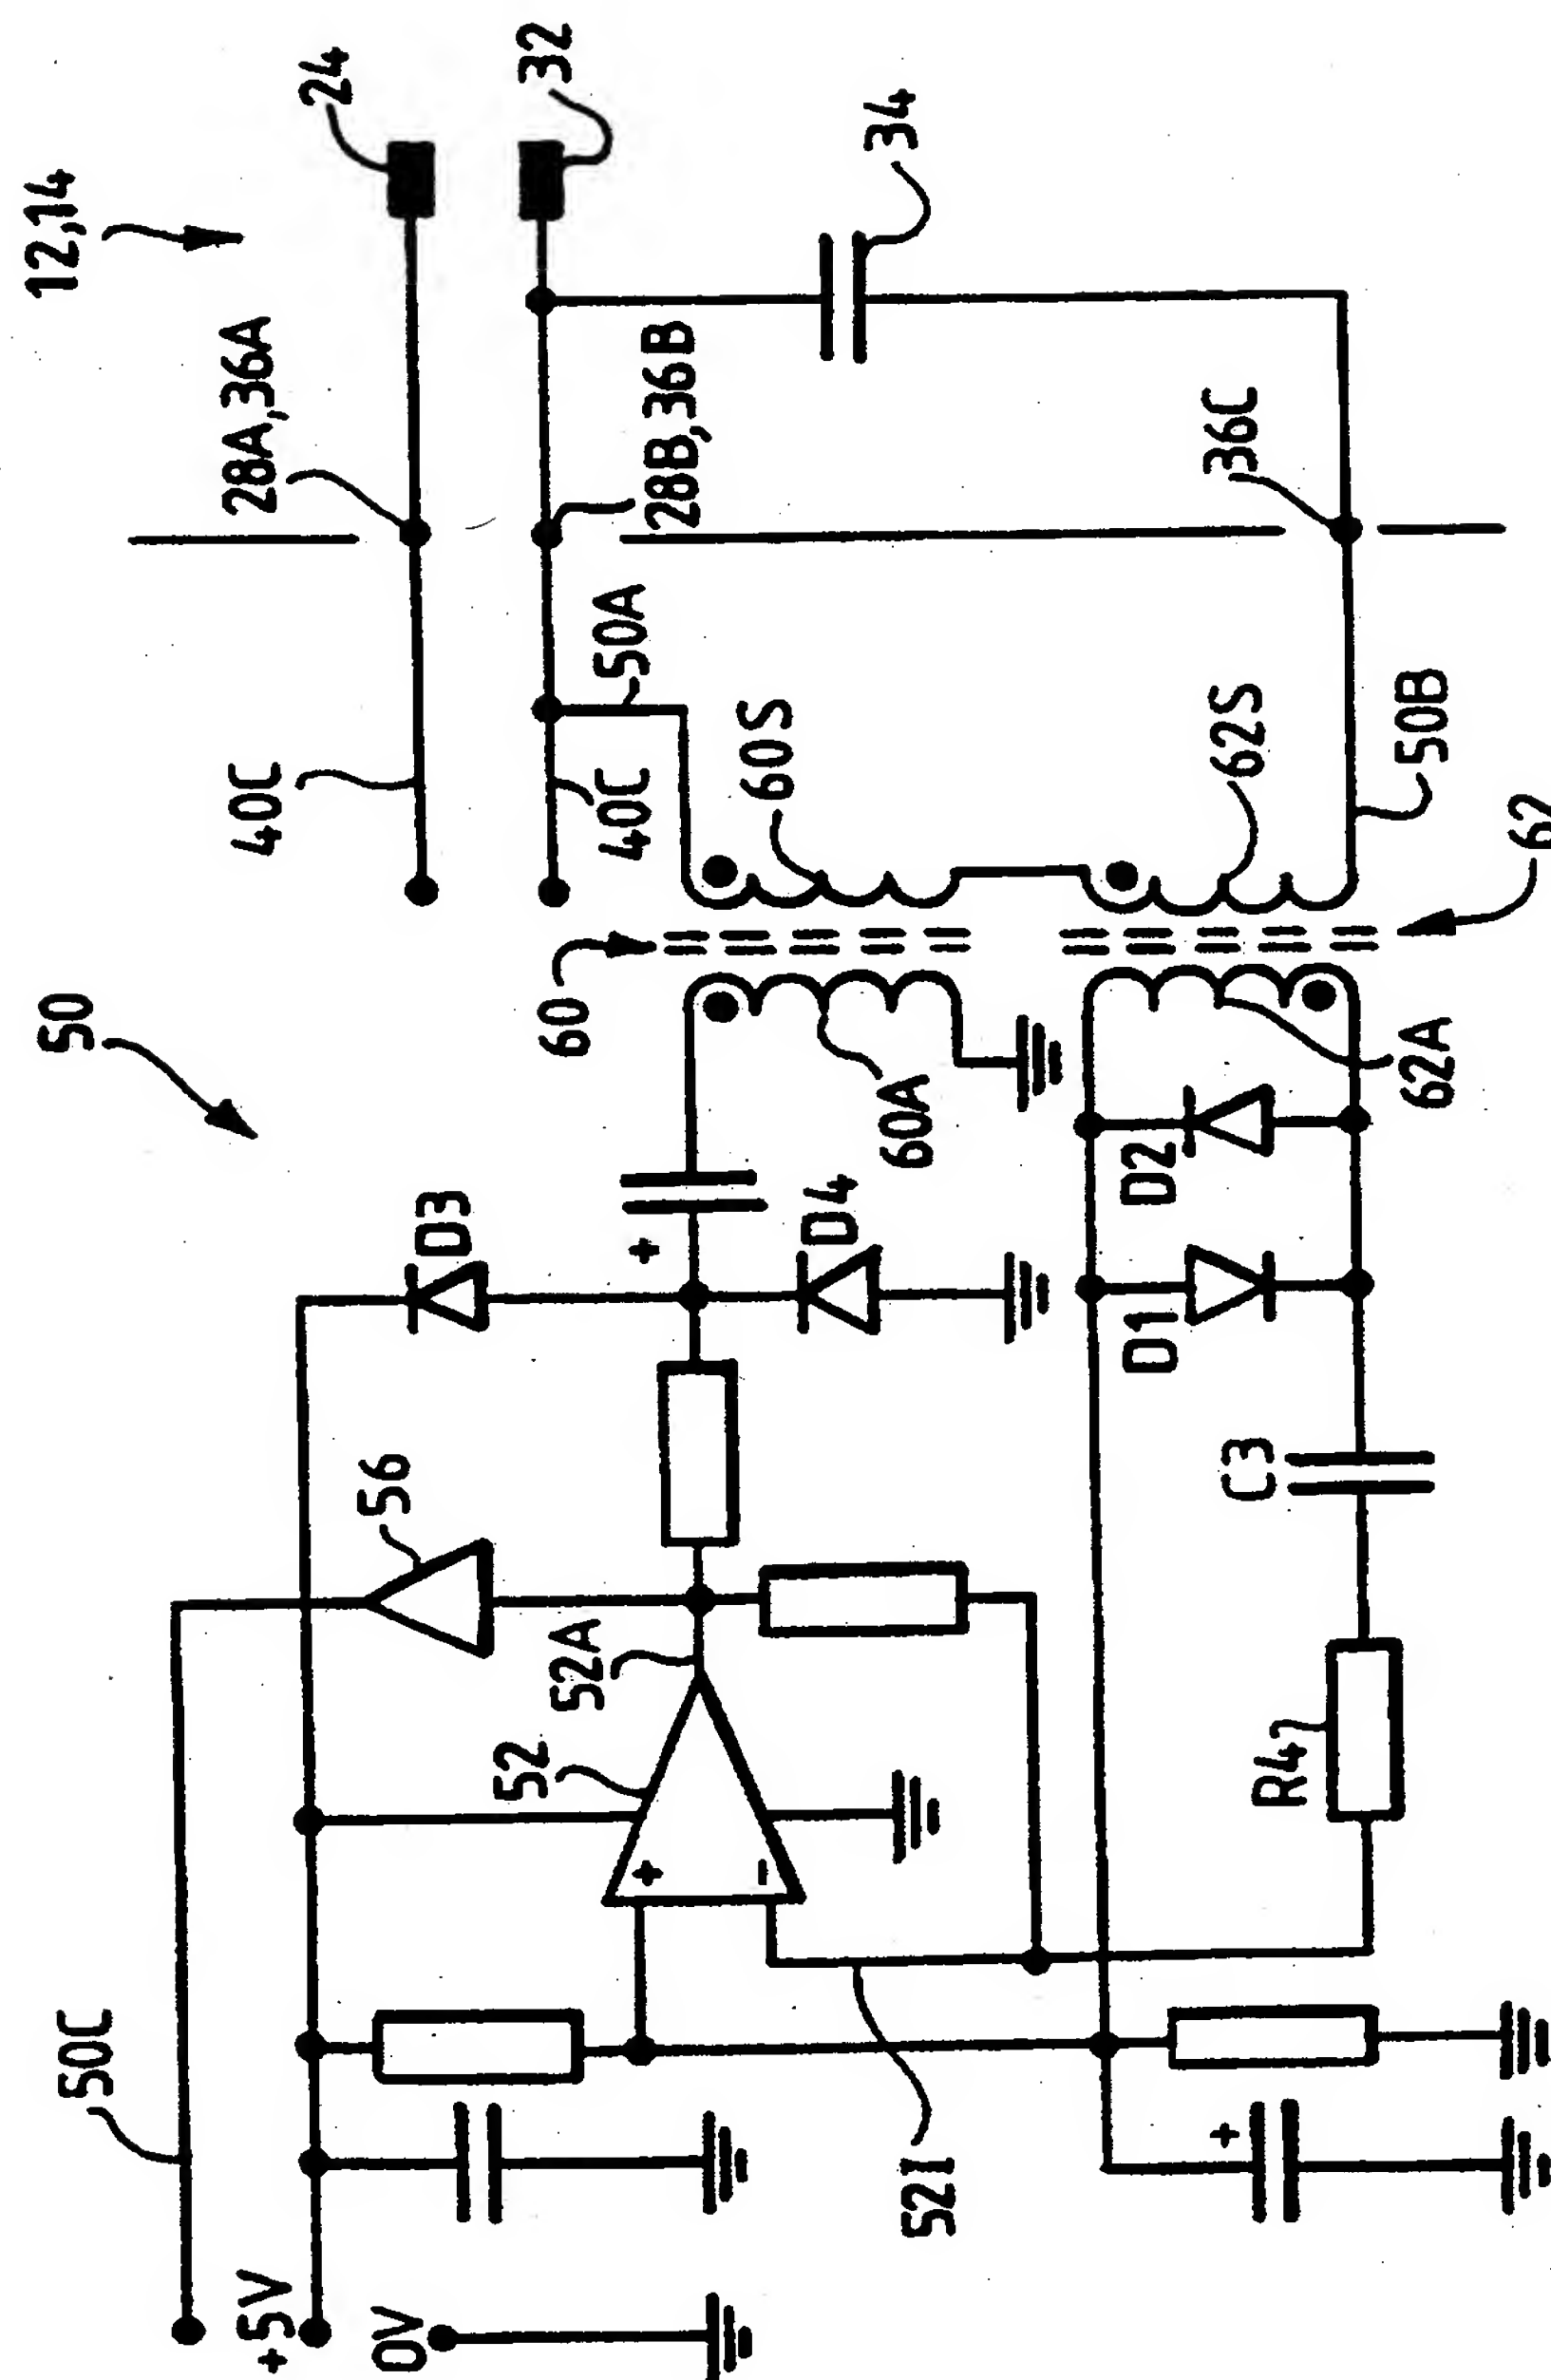 12,14
50
50C
40C
28A,36A
+5V
24
56
D3
0V
52
52A
60
32
+
40C
50A
+
60S
28B,36B
-
D4
60A
34
52I
D2
D1
62S
36C
+
R4
C3
62A
50B
62